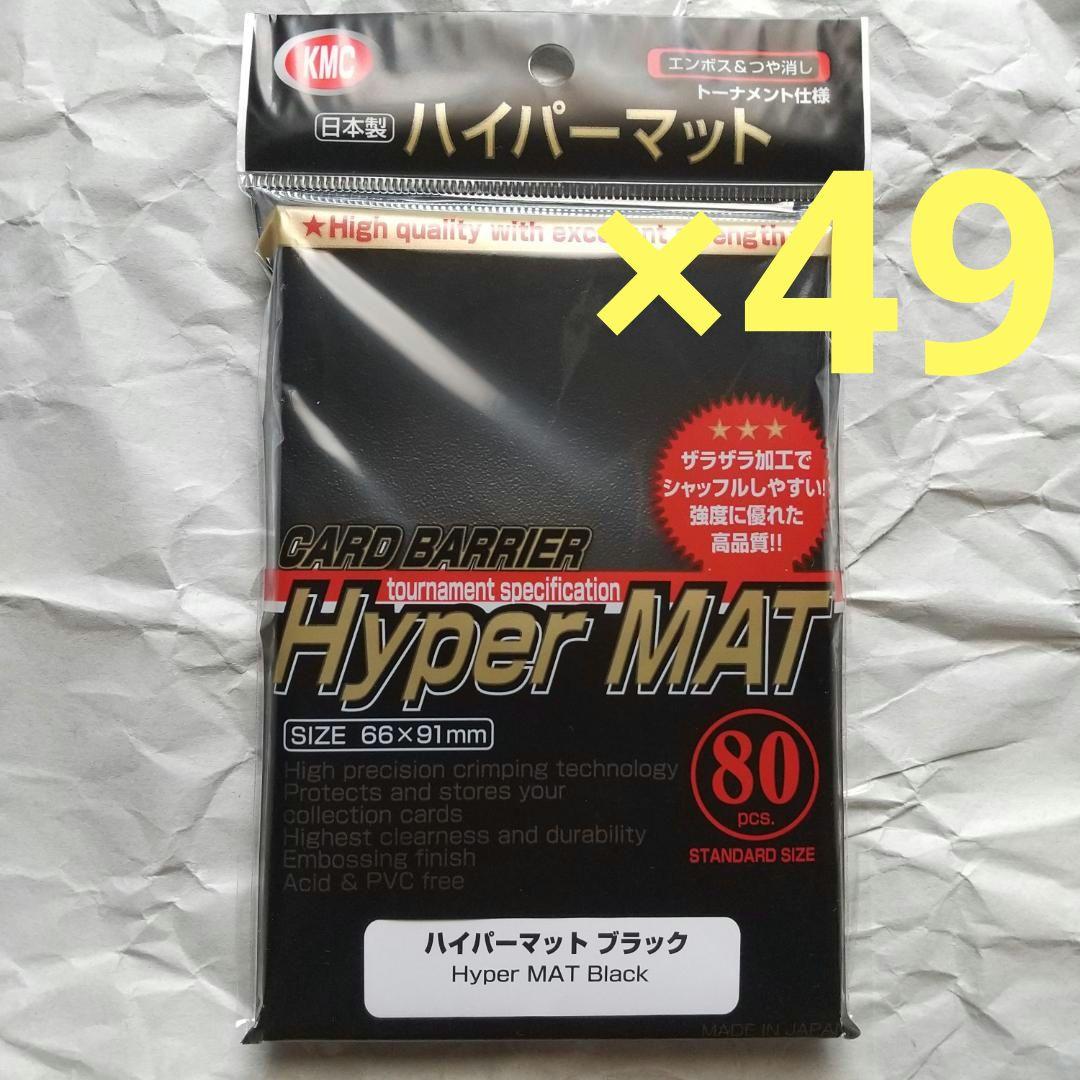 KMC
エンボス&つや消し
トーナメント仕様
日本製 ハイパーマット
★High quality with excellent strength
×49
★★★
ザラザラ加工で
シャッフルしやすい!
強度に優れた
高品質!!
CARD BARRIER
tournament specification
Hyper MAT
SIZE 66×91mm
80
pcs.
STANDARD SIZE
High precision crimping technology
Protects and stores your
collection cards
Highest clearness and durability
Embossing finish
Acid & PVC free
ハイパーマット ブラック
Hyper MAT Black
MADE IN JAPAN